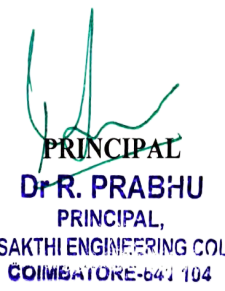 PRINCIPAL
Dr R. PRABHU
PRINCIPAL,
SAKTHI ENGINEERING COL
COIMBATORE-641 104